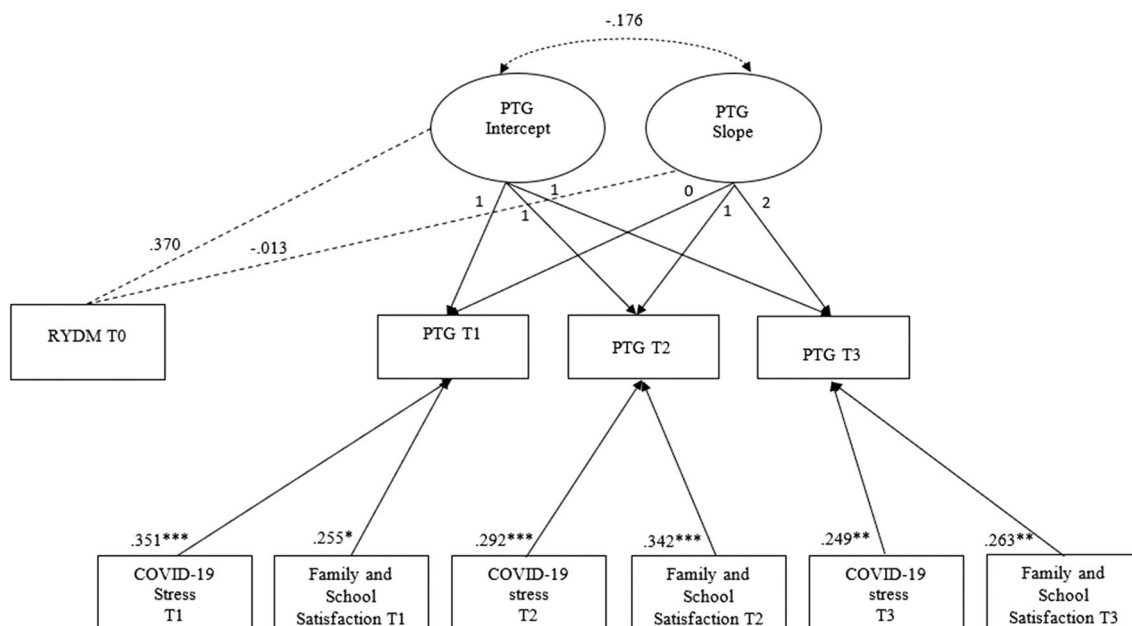 -.176
PTG
Intercept
PTG
Slope
1
1
1
0
1
2
.370
-.013
RYDM T0
PTG T1
PTG T2
PTG T3
.351***
.255*
.292***
.342***
.249**
.263**
COVID-19
Stress
T1
Family and
School
Satisfaction T1
COVID-19
stress
T2
Family and
School
Satisfaction T2
COVID-19
stress
T3
Family and
School
Satisfaction T3